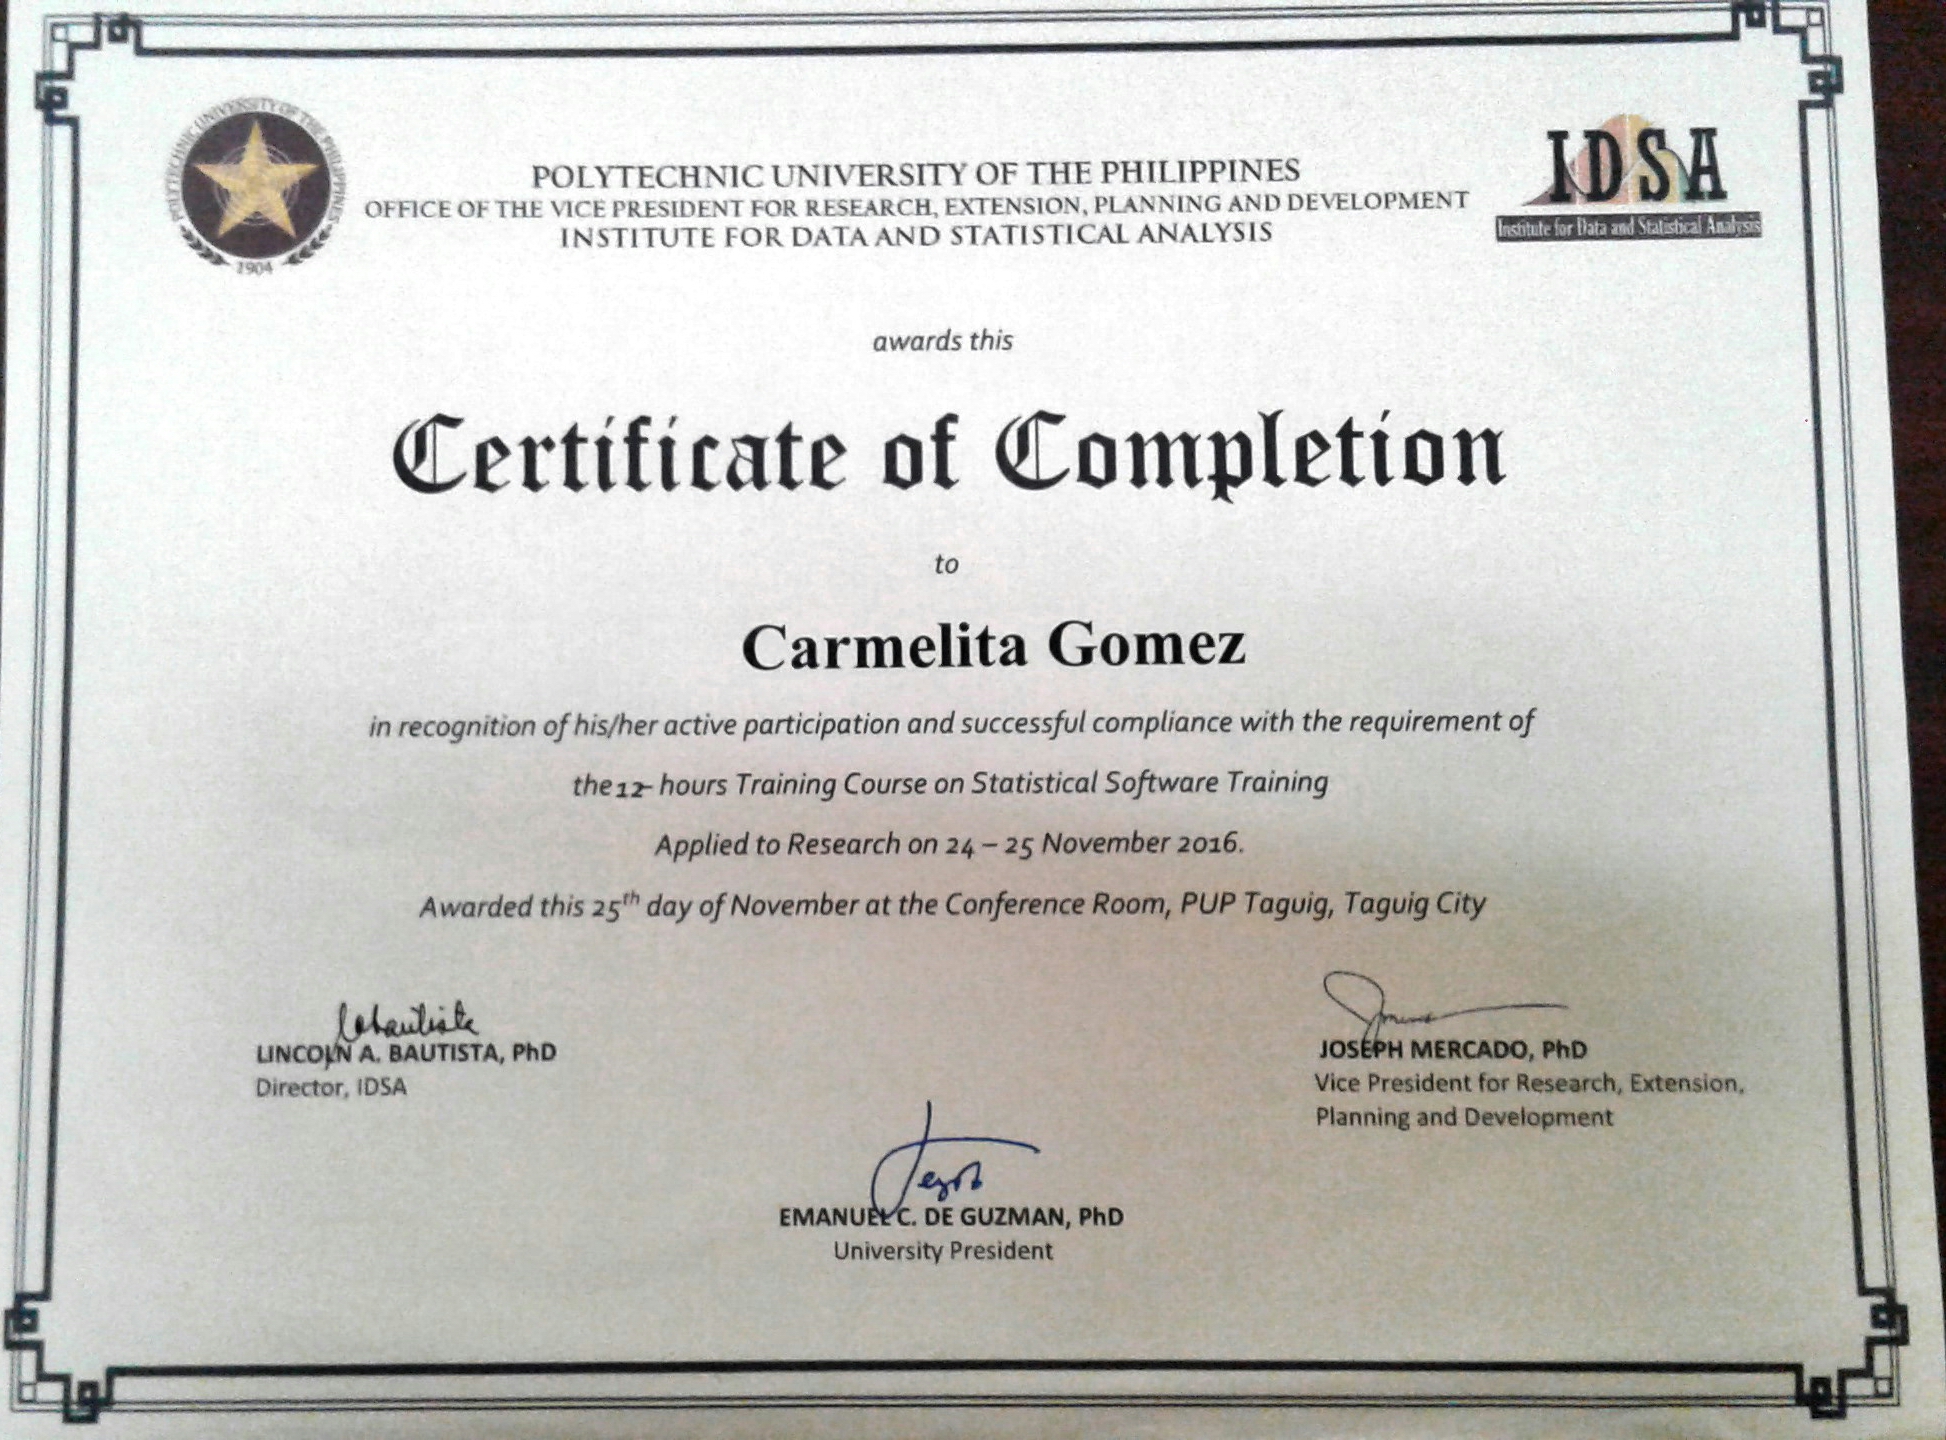 POLYTECHNIC UNIVERSITY OF THE PHILIPPINES
1904
POLYTECHNIC UNIVERSITY OF THE PHILIPPINES
OFFICE OF THE VICE PRESIDENT FOR RESEARCH, EXTENSION, PLANNING AND DEVELOPMENT
INSTITUTE FOR DATA AND STATISTICAL ANALYSIS
IDSA
Institute for Data and Statistical Analysis
awards this
Certificate of Completion
to
Carmelita Gomez
in recognition of his/her active participation and successful compliance with the requirement of
the 12- hours Training Course on Statistical Software Training
Applied to Research on 24 – 25 November 2016.
Awarded this 25th day of November at the Conference Room, PUP Taguig, Taguig City
LINCOLN A. BAUTISTA, PhD
Director, IDSA
JOSEPH MERCADO, PhD
Vice President for Research, Extension,
Planning and Development
EMANUEL C. DE GUZMAN, PhD
University President